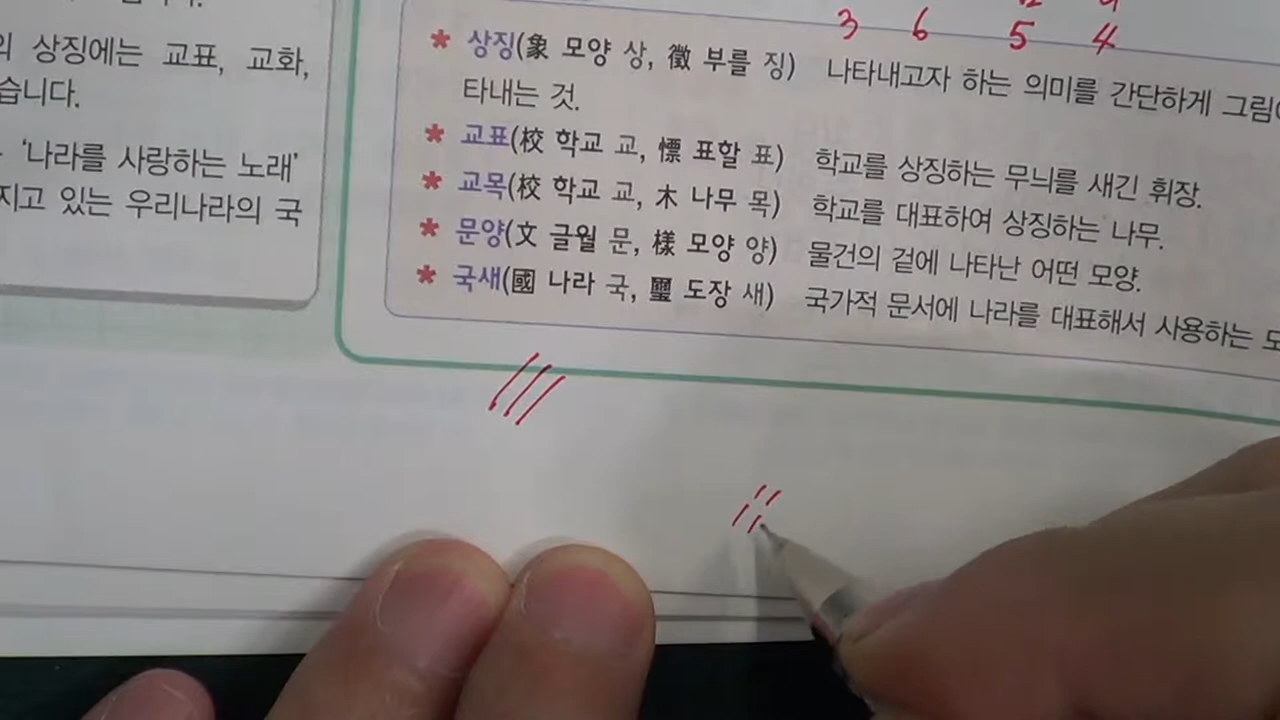 의 상징에는 교표, 교화,
습니다.
'나라를 사랑하는 노래'
지고 있는 우리나라의 국
3 6 5 4
* 상징(象 모양 상, 徵 부를 징) 나타내고자 하는 의미를 간단하게 그림
타내는 것.
* 교표(校 학교 교, 標 표할 표) 학교를 상징하는 무늬를 새긴 휘장.
* 교목(校 학교 교, 木 나무 목) 학교를 대표하여 상징하는 나무.
* 문양(文 글월 문, 樣 모양 양) 물건의 겉에 나타난 어떤 모양.
* 국새(國 나라 국, 璽 도장 새) 국가적 문서에 나라를 대표해서 사용하는 도